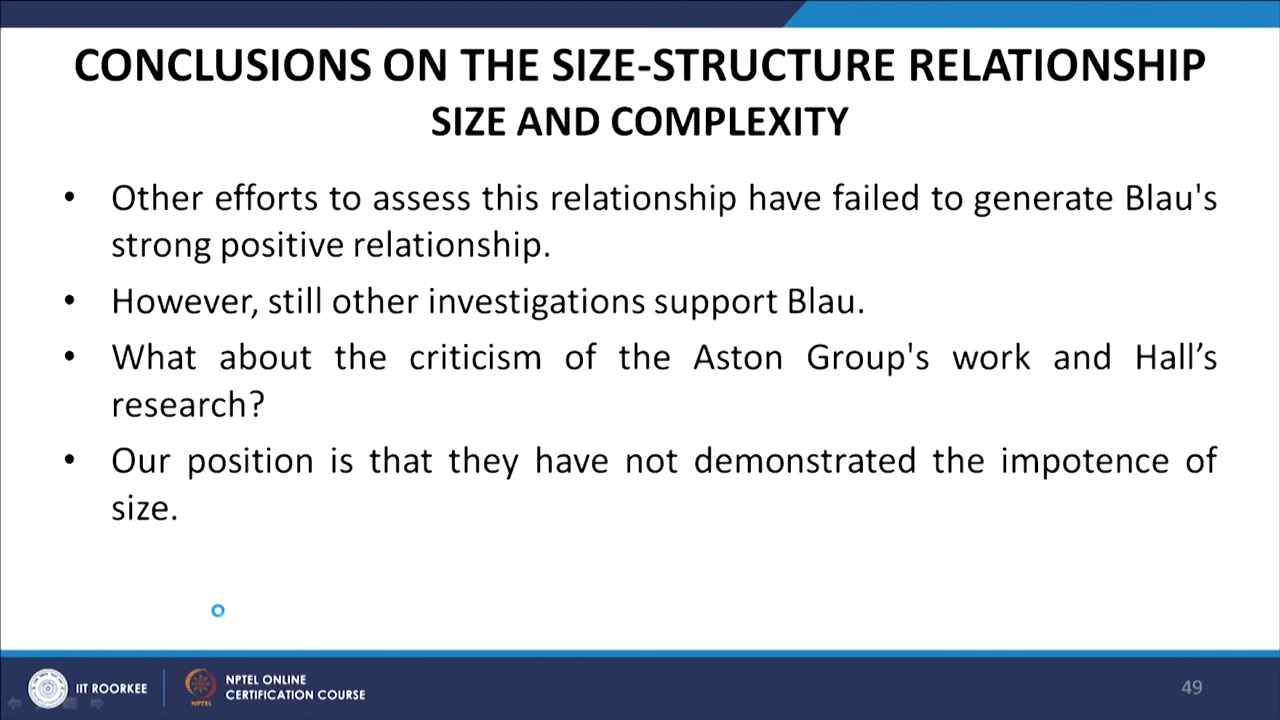 CONCLUSIONS ON THE SIZE-STRUCTURE RELATIONSHIP
SIZE AND COMPLEXITY
• Other efforts to assess this relationship have failed to generate Blau's
strong positive relationship.
• However, still other investigations support Blau.
• What about the criticism of the Aston Group's work and Hall’s
research?
• Our position is that they have not demonstrated the impotence of
size.
IIT ROORKEE
NPTEL
NPTEL ONLINE
CERTIFICATION COURSE
49